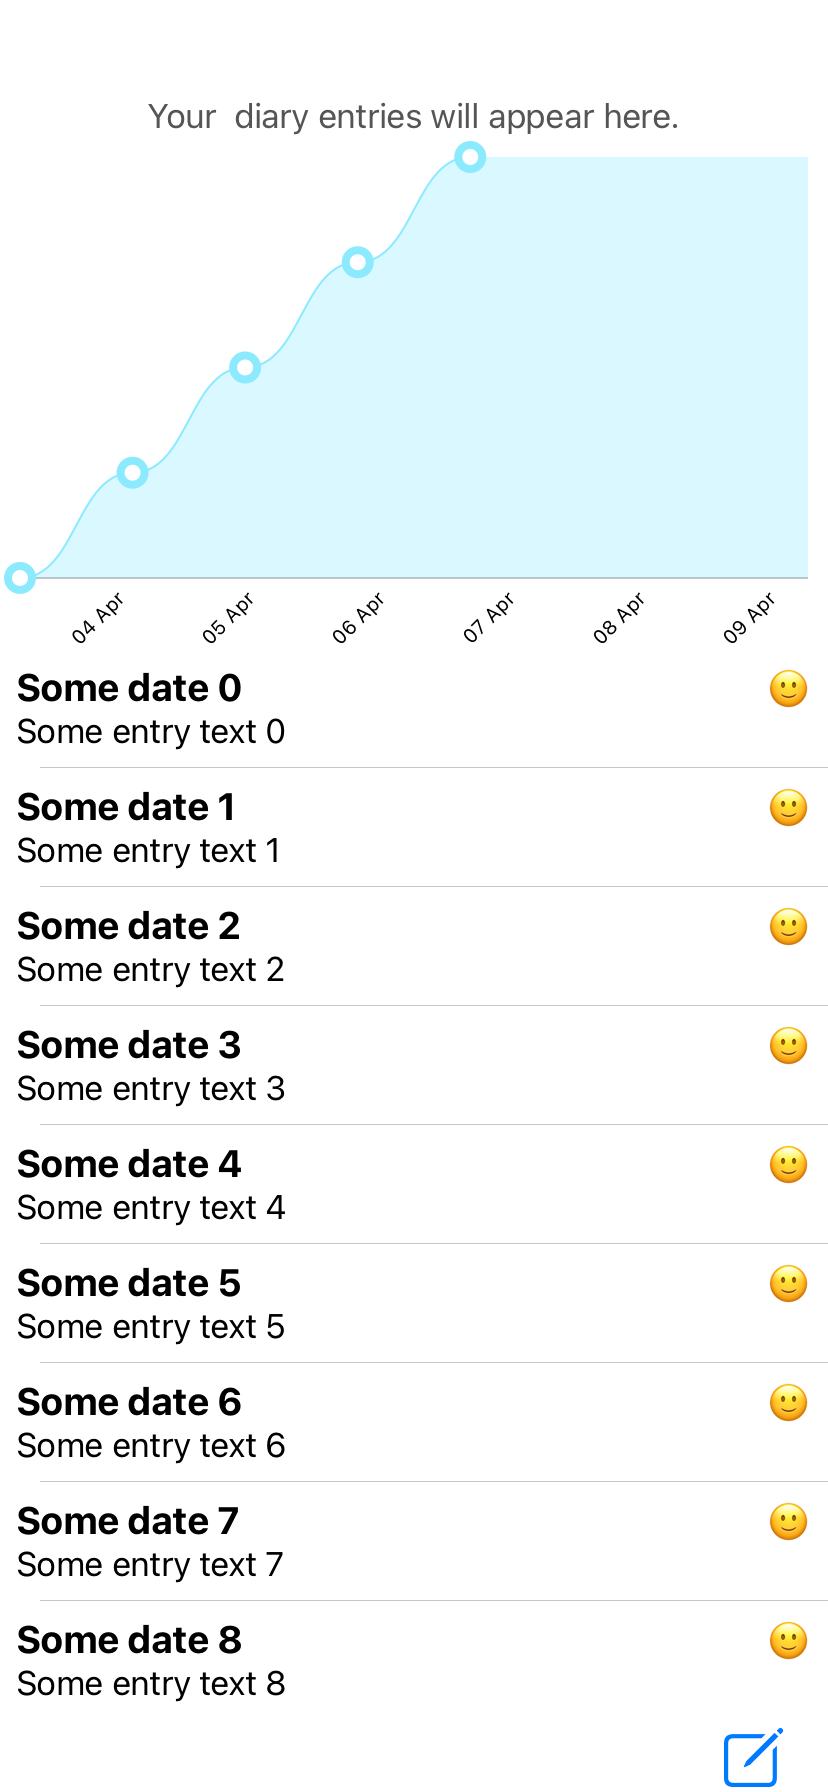 Your  diary entries will appear here.
04 Apr
05 Apr
06 Apr
07 Apr
08 Apr
09 Apr
Some date 0
Some entry text 0
Some date 1
Some entry text 1
Some date 2
Some entry text 2
Some date 3
Some entry text 3
Some date 4
Some entry text 4
Some date 5
Some entry text 5
Some date 6
Some entry text 6
Some date 7
Some entry text 7
Some date 8
Some entry text 8